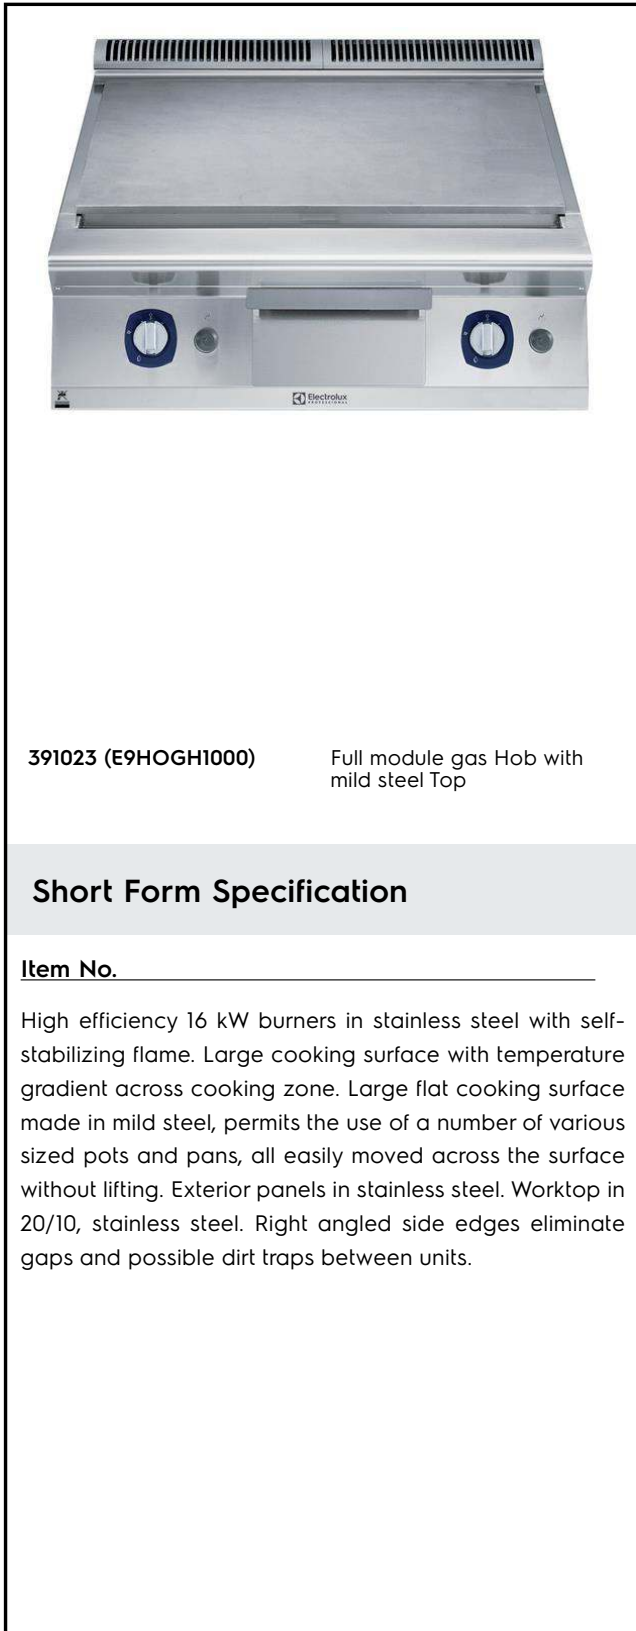 Electrolux
PROFESSIONAL
391023 (E9HOGH1000)
Full module gas Hob with
mild steel Top
Short Form Specification
Item No.
High efficiency 16 kW burners in stainless steel with self-
stabilizing flame. Large cooking surface with temperature
gradient across cooking zone. Large flat cooking surface
made in mild steel, permits the use of a number of various
sized pots and pans, all easily moved across the surface
without lifting. Exterior panels in stainless steel. Worktop in
20/10, stainless steel. Right angled side edges eliminate
gaps and possible dirt traps between units.